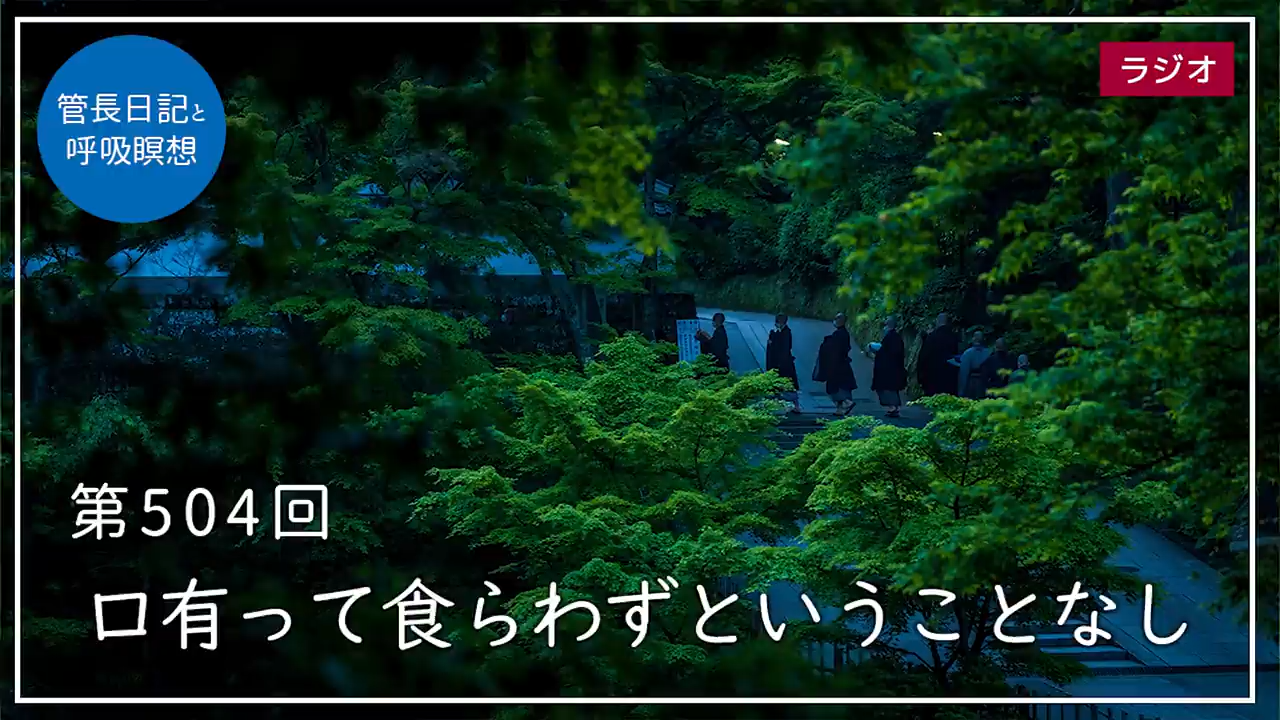 管長日記と
呼吸瞑想
ラジオ
第504回
口有って食らわずということなし